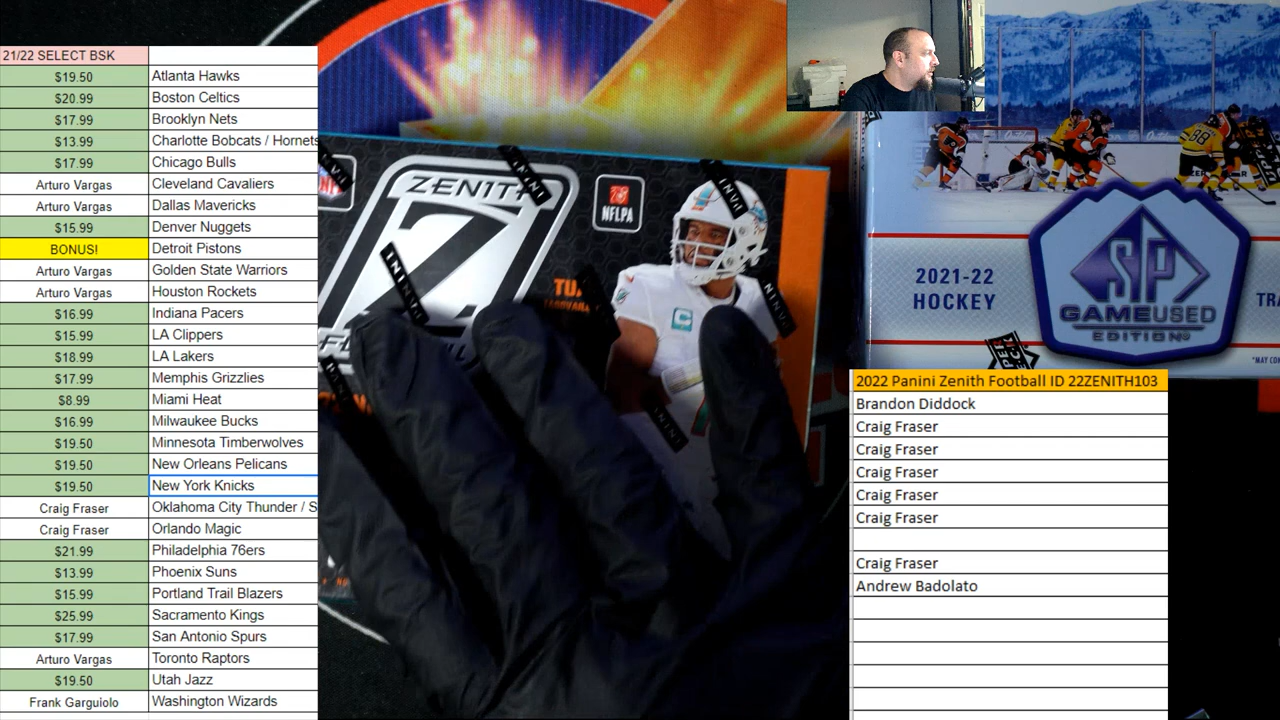 21/22 SELECT BSK
$19.50 Atlanta Hawks
$20.99 Boston Celtics
$17.99 Brooklyn Nets
$13.99 Charlotte Bobcats / Hornets
$17.99 Chicago Bulls
Arturo Vargas Cleveland Cavaliers
Arturo Vargas Dallas Mavericks
$15.99 Denver Nuggets
BONUS! Detroit Pistons
Arturo Vargas Golden State Warriors
Arturo Vargas Houston Rockets
$16.99 Indiana Pacers
$15.99 LA Clippers
$18.99 LA Lakers
$17.99 Memphis Grizzlies
$8.99 Miami Heat
$16.99 Milwaukee Bucks
$19.50 Minnesota Timberwolves
$19.50 New Orleans Pelicans
$19.50 New York Knicks
Craig Fraser Oklahoma City Thunder / S
Craig Fraser Orlando Magic
$21.99 Philadelphia 76ers
$13.99 Phoenix Suns
$15.99 Portland Trail Blazers
$25.99 Sacramento Kings
$17.99 San Antonio Spurs
Arturo Vargas Toronto Raptors
$19.50 Utah Jazz
Frank Garguiolo Washington Wizards
ZENITH
Z
NFLPA
PANINI
2021-22
HOCKEY
SP
GAMEUSED
EDITION
88
2022 Panini Zenith Football ID 22ZENITH103
Brandon Diddock
Craig Fraser
Craig Fraser
Craig Fraser
Craig Fraser
Craig Fraser
Craig Fraser
Andrew Badolato